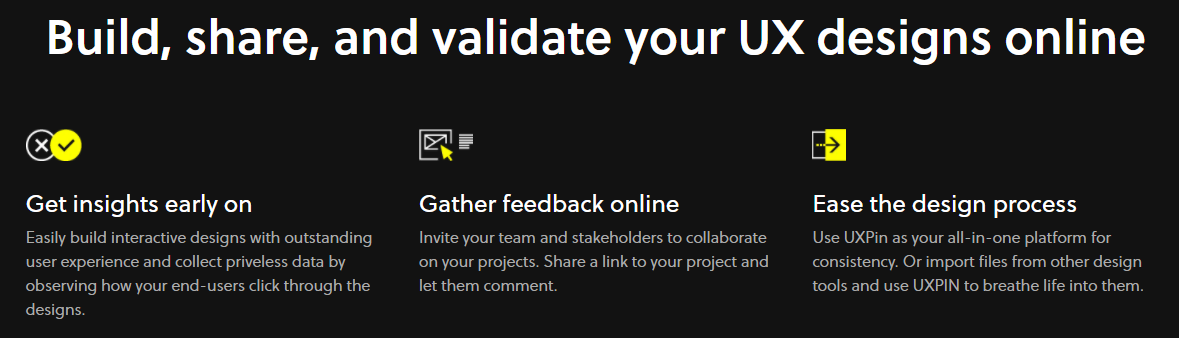 Build, share, and validate your UX designs online
Get insights early on
Easily build interactive designs with outstanding
user experience and collect priveless data by
observing how your end-users click through the
designs.
Gather feedback online
Invite your team and stakeholders to collaborate
on your projects. Share a link to your project and
let them comment.
Ease the design process
Use UXPin as your all-in-one platform for
consistency. Or import files from other design
tools and use UXPIN to breathe life into them.